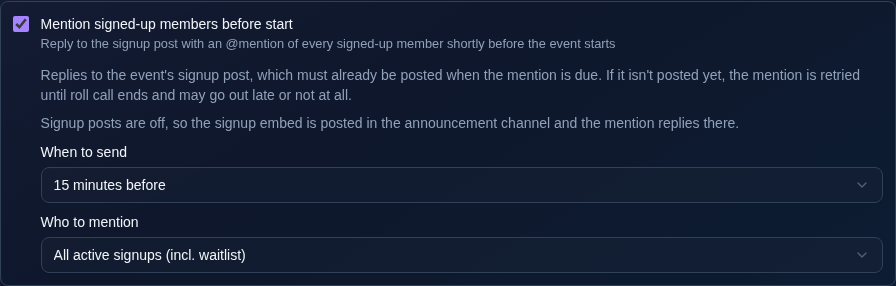 Mention signed-up members before start
Reply to the signup post with an @mention of every signed-up member shortly before the event starts
Replies to the event's signup post, which must already be posted when the mention is due. If it isn't posted yet, the mention is retried
until roll call ends and may go out late or not at all.
Signup posts are off, so the signup embed is posted in the announcement channel and the mention replies there.
When to send
15 minutes before
Who to mention
All active signups (incl. waitlist)